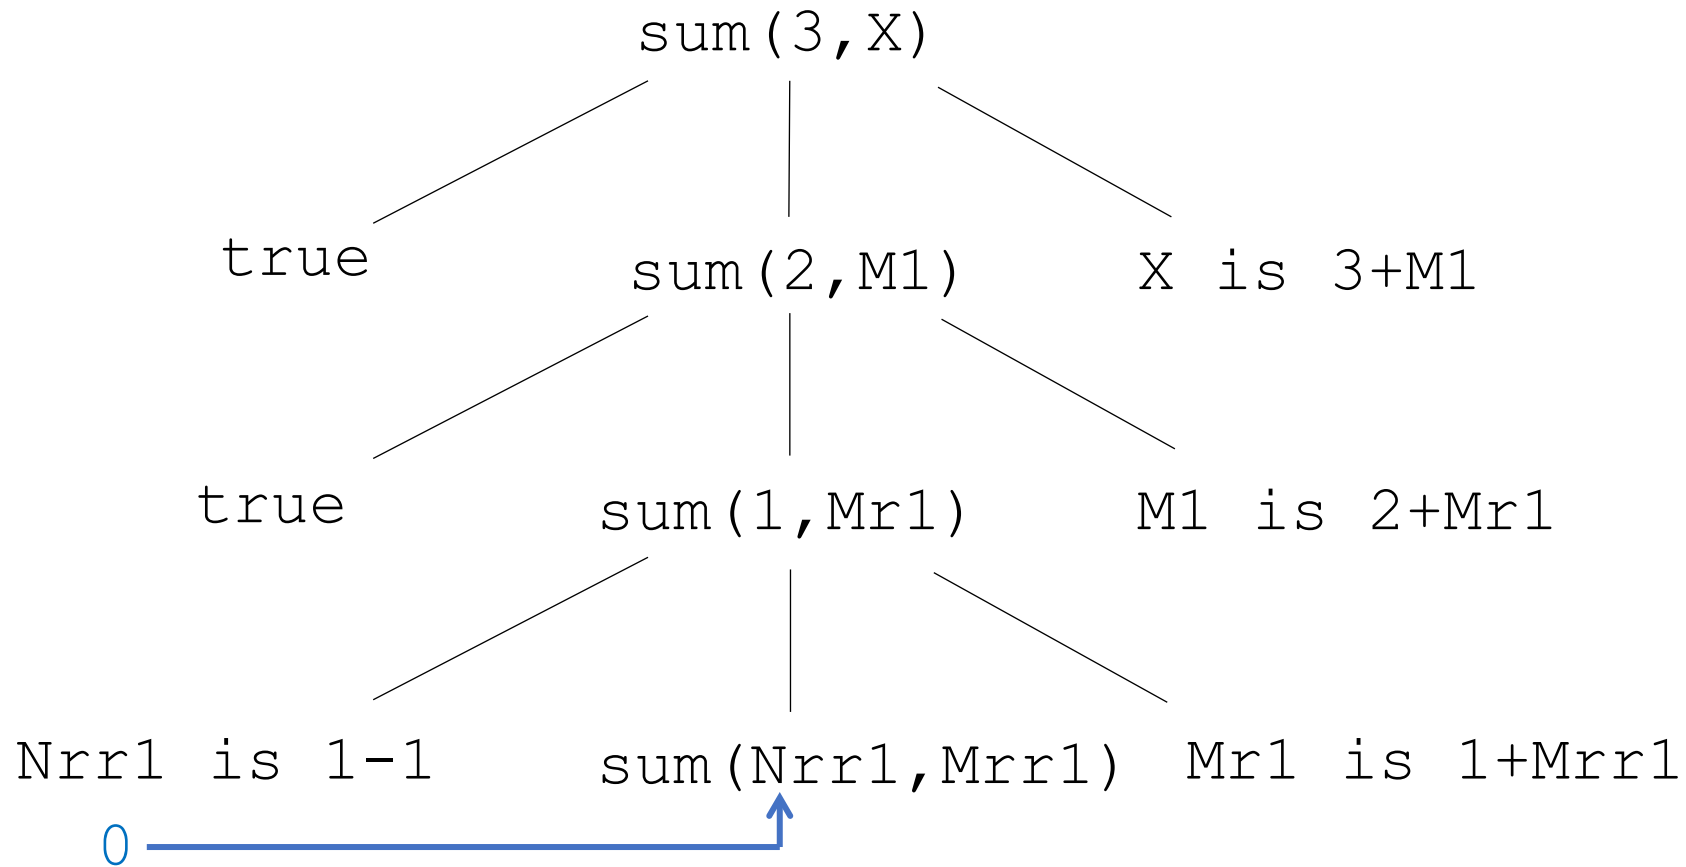 sum(3,X)
true
sum(2,M1)
X is 3+M1
true
sum(1,Mr1)
M1 is 2+Mr1
Nrr1 is 1-1
sum(Nrr1,Mrr1)
Mr1 is 1+Mrr1
0